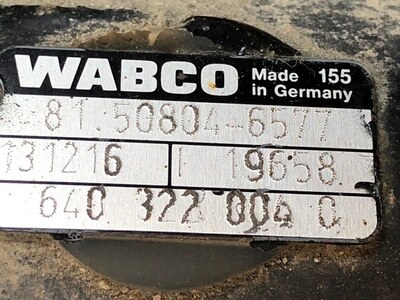 WABCO Made 155
in Germany
81.50804-6577
131216 I 19658
640 322 004 0